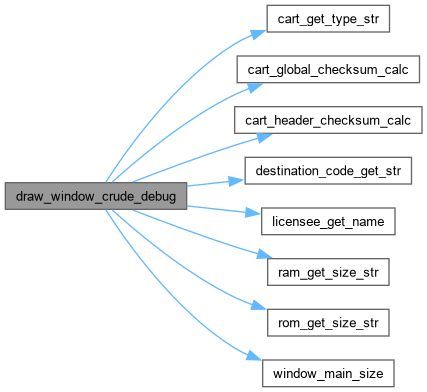 cart_get_type_str
cart_global_checksum_calc
cart_header_checksum_calc
destination_code_get_str
draw_window_crude_debug
licensee_get_name
ram_get_size_str
rom_get_size_str
window_main_size